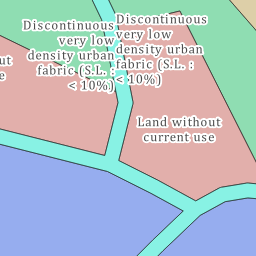 Discontinuous
very low
density urban
fabric (S.L. :
< 10%)
Discontinuous
very low
density urban
fabric (S.L. :
< 10%)
Land without
current use